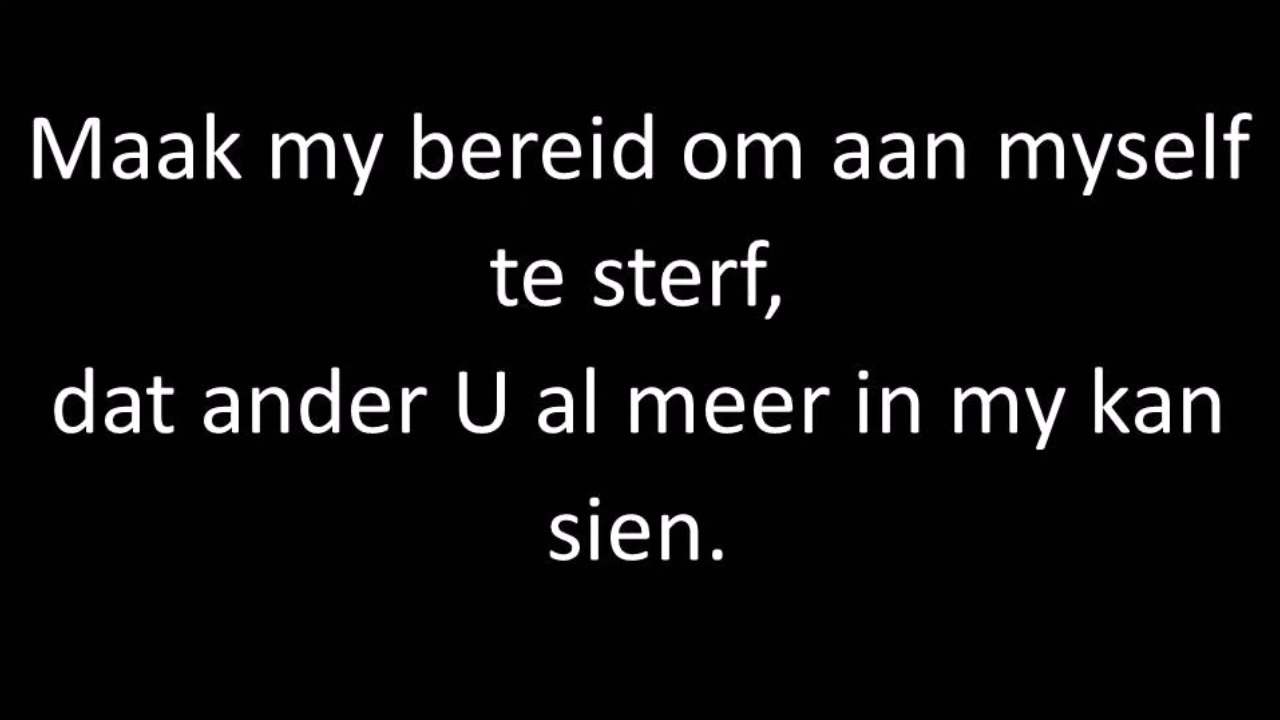 Maak my bereid om aan myself
te sterf,
dat ander U al meer in my kan
sien.